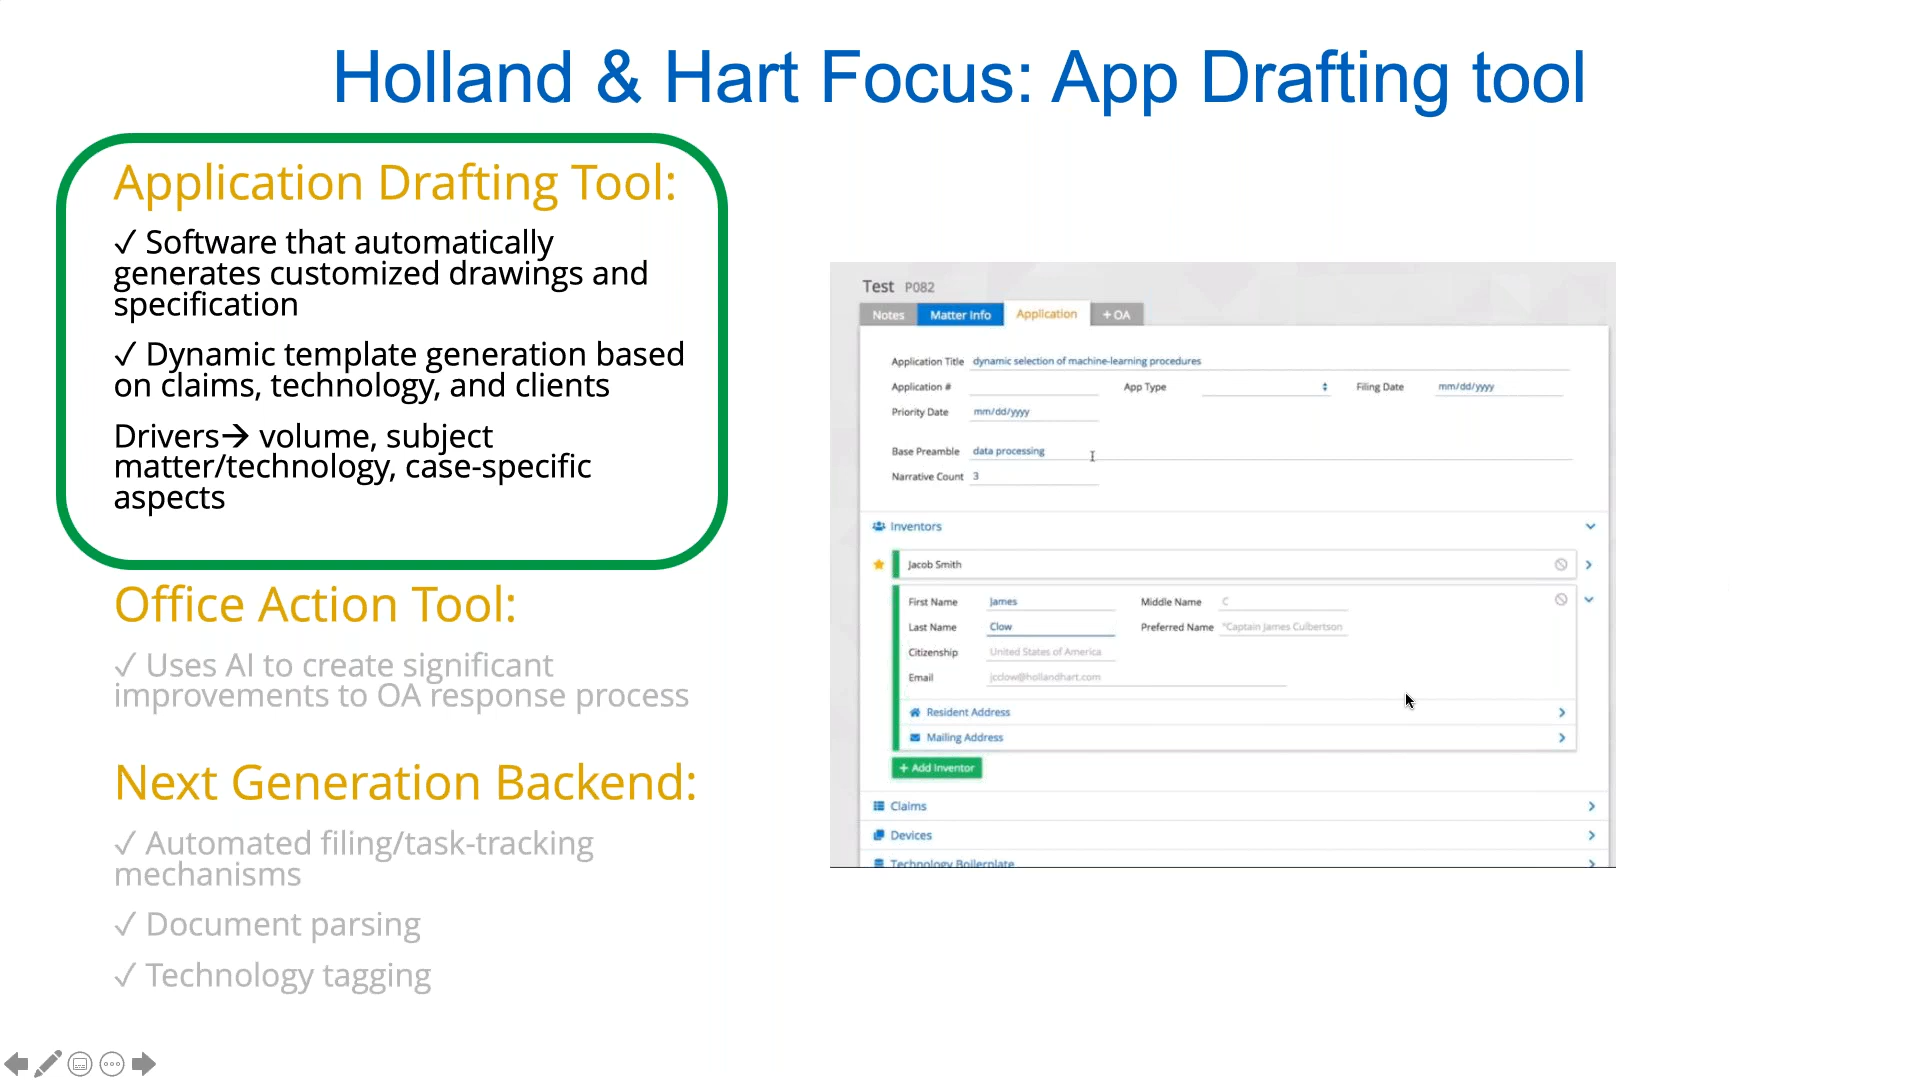 Holland & Hart Focus: App Drafting tool
Application Drafting Tool:
✓ Software that automatically
generates customized drawings and
specification
✓ Dynamic template generation based
on claims, technology, and clients
Drivers→ volume, subject
matter/technology, case-specific
aspects
Office Action Tool:
✓ Uses AI to create significant
improvements to OA response process
Next Generation Backend:
✓ Automated filing/task-tracking
mechanisms
✓ Document parsing
✓ Technology tagging
Test P082
Notes Matter Info Application + OA
Application Title dynamic selection of machine-learning procedures
Application # App Type Filing Date mm/dd/yyyy
Priority Date mm/dd/yyyy
Base Preamble data processing
Narrative Count 3
Inventors
Jacob Smith
First Name James Middle Name C
Last Name Clow Preferred Name "Captain James Culbertson
Citizenship United States of America
Email jcclow@hollandhart.com
Resident Address
Mailing Address
+ Add Inventor
Claims
Devices
Technology Boilerplate